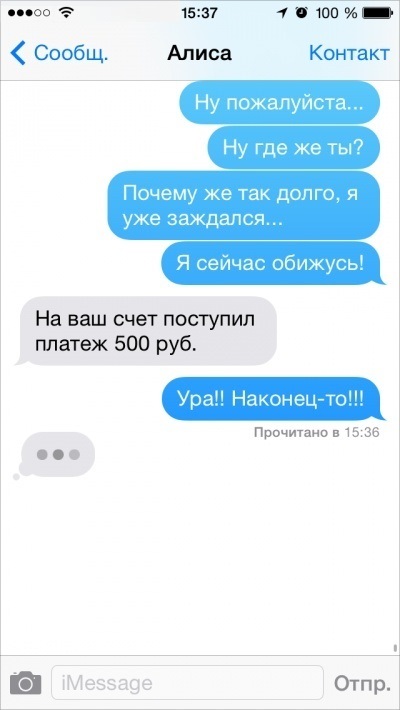 15:37
100 %
Сообщ.
Алиса
Контакт
Ну пожалуйста...
Ну где же ты?
Почему же так долго, я
уже заждался...
Я сейчас обижусь!
На ваш счет поступил
платеж 500 руб.
Ура!! Наконец-то!!!
Прочитано в 15:36
iMessage
Отпр.